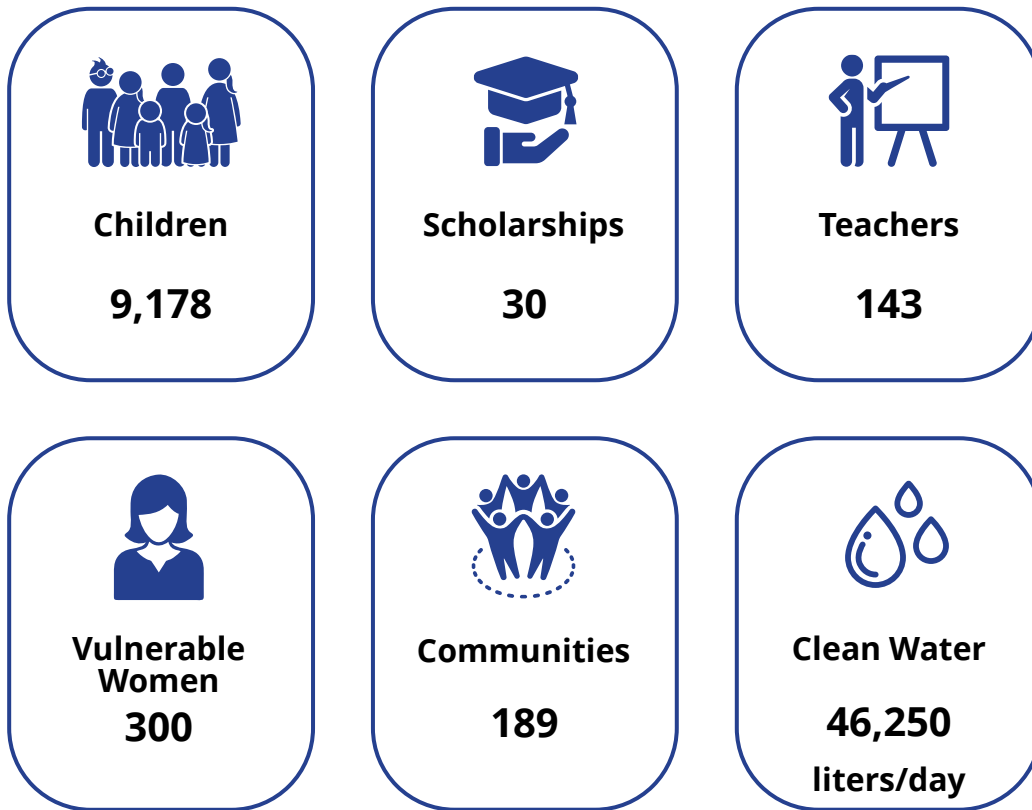 Children
9,178
Scholarships
30
Teachers
143
Vulnerable
Women
300
Communities
189
Clean Water
46,250
liters/day